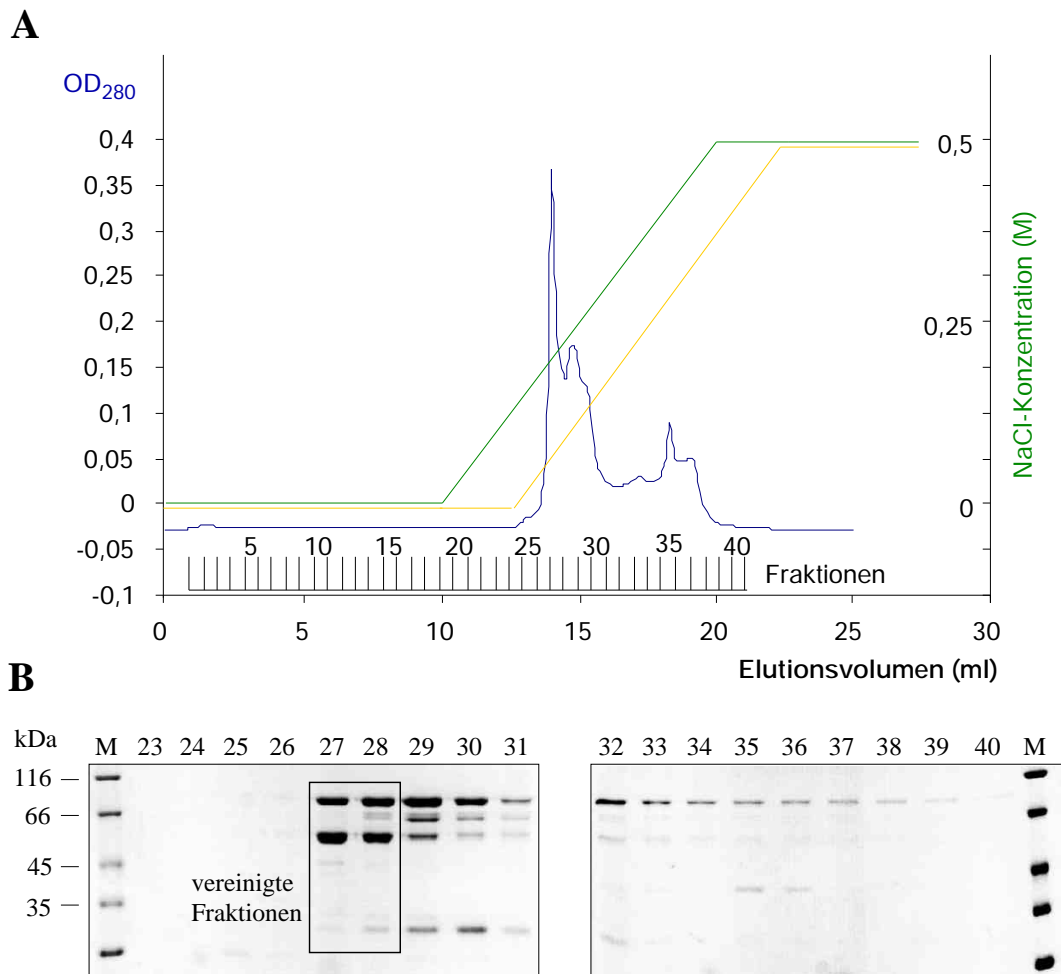 A
OD280
0,4
0,35
0,3
0,25
0,2
0,15
0,1
0,05
0
-0,05
-0,1
0,5
0,25
0
NaCl-Konzentration (M)
5 10 15 20 25 30 35 40
Fraktionen
0 5 10 15 20 25 30
Elutionsvolumen (ml)
B
kDa M 23 24 25 26 27 28 29 30 31 32 33 34 35 36 37 38 39 40 M
116
66
45
35
vereinigte
Fraktionen